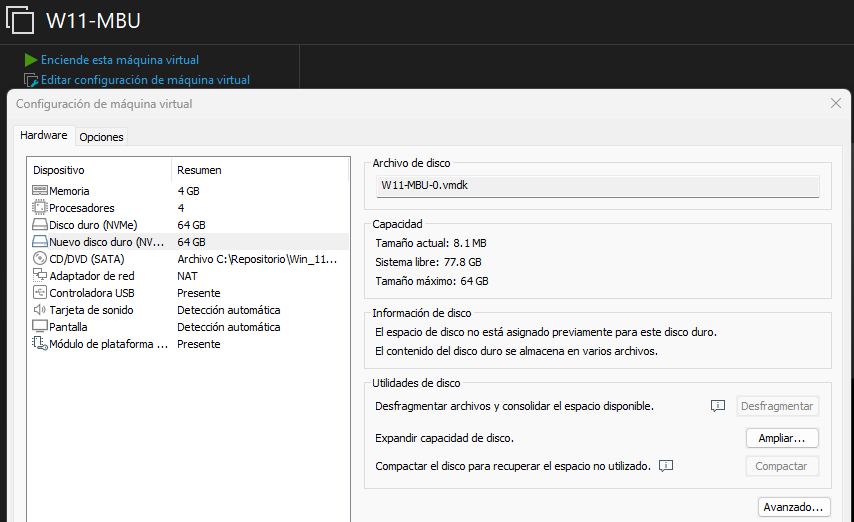 W11-MBU
Enciende esta máquina virtual
Editar configuración de máquina virtual
Configuración de máquina virtual
Hardware Opciones
Dispositivo Resumen
Memoria 4 GB
Procesadores 4
Disco duro (NVMe) 64 GB
Nuevo disco duro (NV... 64 GB
CD/DVD (SATA) Archivo C:\Repositorio\Win_11...
Adaptador de red NAT
Controladora USB Presente
Tarjeta de sonido Detección automática
Pantalla Detección automática
Módulo de plataforma ... Presente
Archivo de disco
W11-MBU-0.vmdk
Capacidad
Tamaño actual: 8.1 MB
Sistema libre: 77.8 GB
Tamaño máximo: 64 GB
Información de disco
El espacio de disco no está asignado previamente para este disco duro.
El contenido del disco duro se almacena en varios archivos.
Utilidades de disco
Desfragmentar archivos y consolidar el espacio disponible. Desfragmentar
Expandir capacidad de disco. Ampliar...
Compactar el disco para recuperar el espacio no utilizado. Compactar
Avanzado...